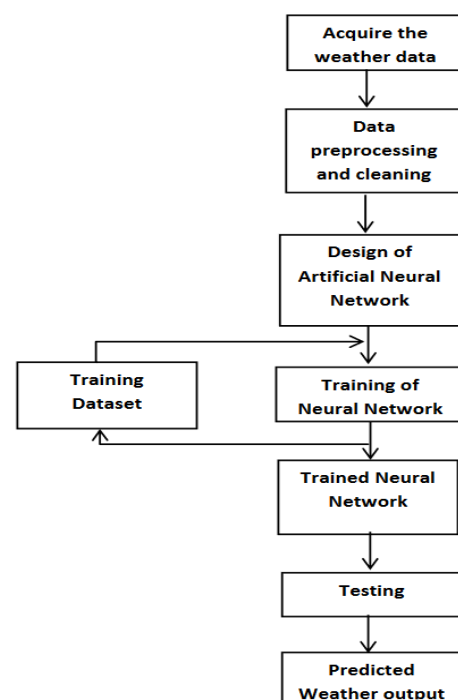 Acquire the
weather data
Data
preprocessing
and cleaning
Design of
Artificial Neural
Network
Training
Dataset
Training of
Neural Network
Trained Neural
Network
Testing
Predicted
Weather output